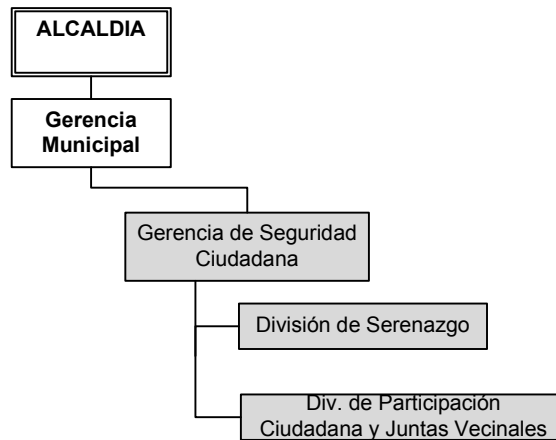 ALCALDIA
Gerencia
Municipal
Gerencia de Seguridad
Ciudadana
División de Serenazgo
Div. de Participación
Ciudadana y Juntas Vecinales